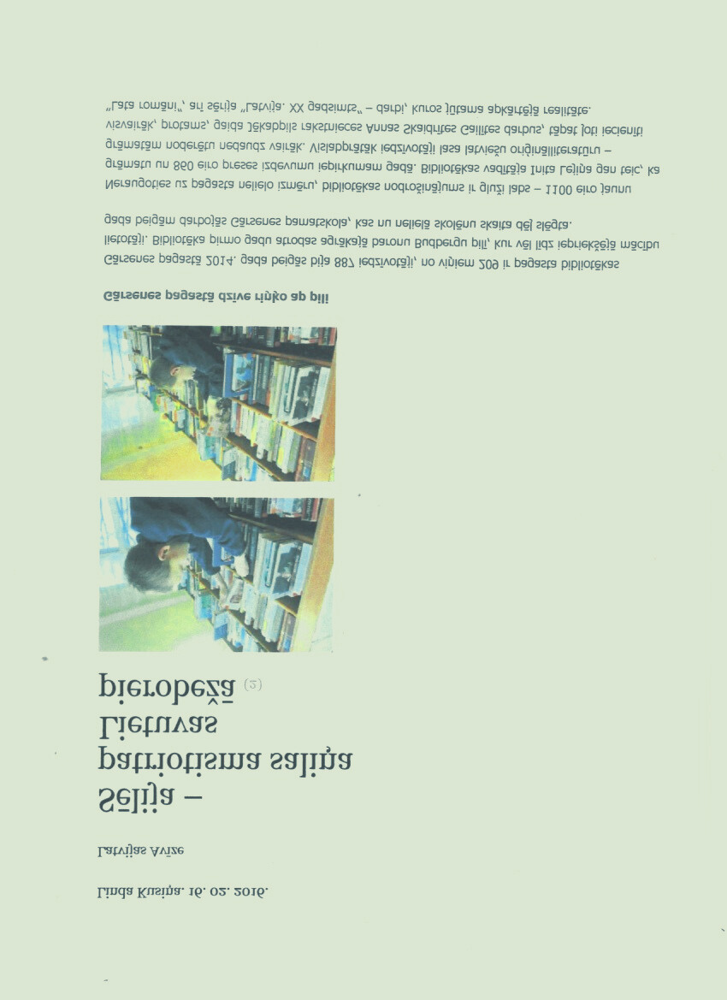 Linda Kusiņa. 16. 02. 2016.
Latvijas Avīze
Sēlija –
patriotisma saliņa
Lietuvas
pierobežā (2)
Gārsenes pagastā dzīve riņķo ap pili
Gārsenes pagastā 2014. gada beigās bija 887 iedzīvotāji, no viņiem 209 ir pagasta bibliotēkas
lietotāji. Bibliotēka pirmo gadu atrodas agrākajā baronu Budbergu pilī, kur vēl līdz iepriekšējā mācību
gada beigām darbojās Gārsenes pamatskola, kas nu nelielā skolēnu skaita dēļ slēgta.
Neraugoties uz pagasta nelielo izmēru, bibliotēkas nodrošinājums ir gluži labs – 1100 eiro jaunu
grāmatu un 860 eiro preses izdevumu iepirkumam gadā. Bibliotēkas vadītāja Inita Lejiņa gan teic, ka
grāmatām noderētu nedaudz vairāk. Vislabprātāk iedzīvotāji lasa latviešu oriģinālliteratūru –
visvairāk, protams, gaida Jēkabpils rakstnieces Annas Skaidrītes Gailītes darbus, tāpat ļoti iecienīti
"Lata romāni", arī sērija "Latvija. XX gadsimts" – darbi, kuros jūtama apkārtējā realitāte.